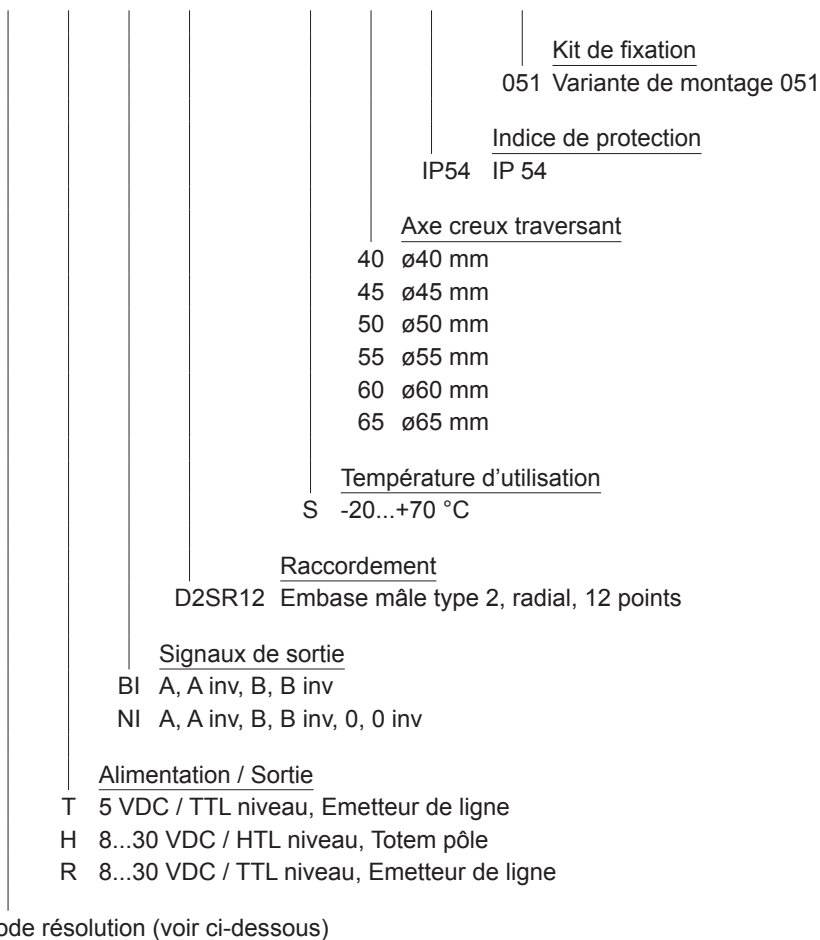 Kit de fixation
051 Variante de montage 051
Indice de protection
IP54 IP 54
Axe creux traversant
40 ø40 mm
45 ø45 mm
50 ø50 mm
55 ø55 mm
60 ø60 mm
65 ø65 mm
Température d’utilisation
S -20...+70 °C
Raccordement
D2SR12 Embase mâle type 2, radial, 12 points
Signaux de sortie
BI A, A inv, B, B inv
NI A, A inv, B, B inv, 0, 0 inv
Alimentation / Sortie
T 5 VDC / TTL niveau, Emetteur de ligne
H 8...30 VDC / HTL niveau, Totem pôle
R 8...30 VDC / TTL niveau, Emetteur de ligne
ode résolution (voir ci-dessous)